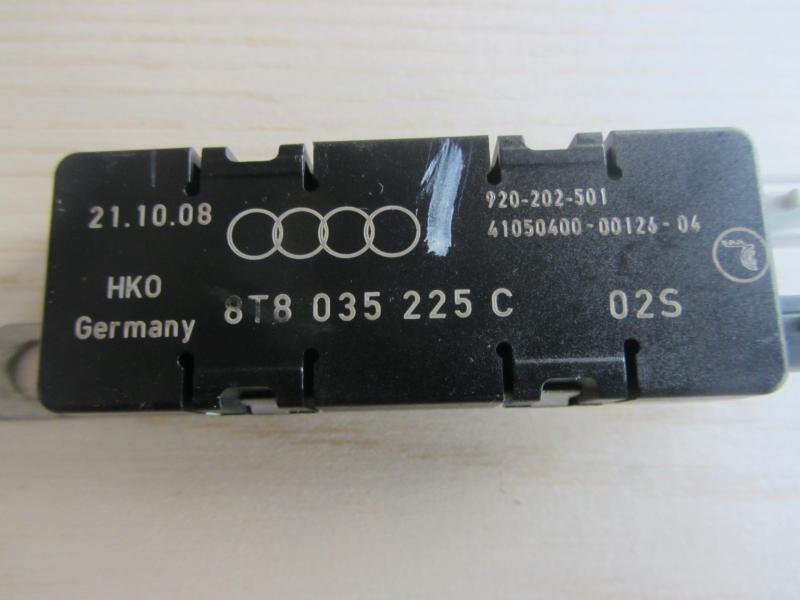 21.10.08
920-202-501
41050400-00126-04
HKO
Germany
8T8 035 225 C
02S